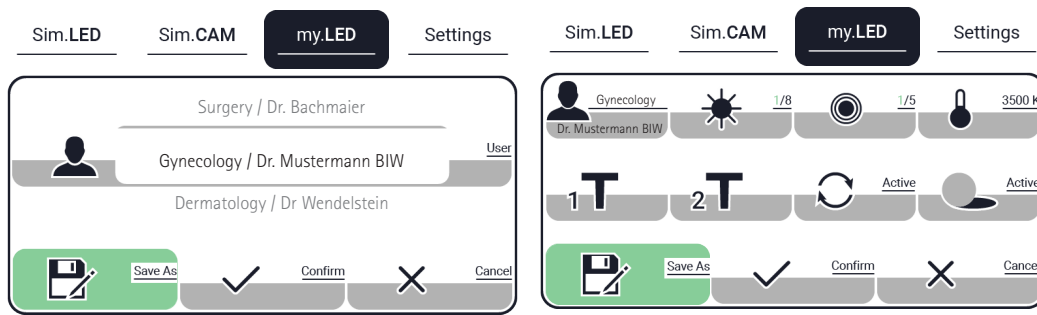 Sim.LED Sim.CAM my.LED Settings
Surgery / Dr. Bachmaier
Gynecology / Dr. Mustermann BIW
User
Dermatology / Dr Wendelstein
Save As Confirm Cancel
Sim.LED Sim.CAM my.LED Settings
Gynecology 1/8 1/5 3500 K
Dr. Mustermann BIW
1T 2T Active Active
Save As Confirm Cancel